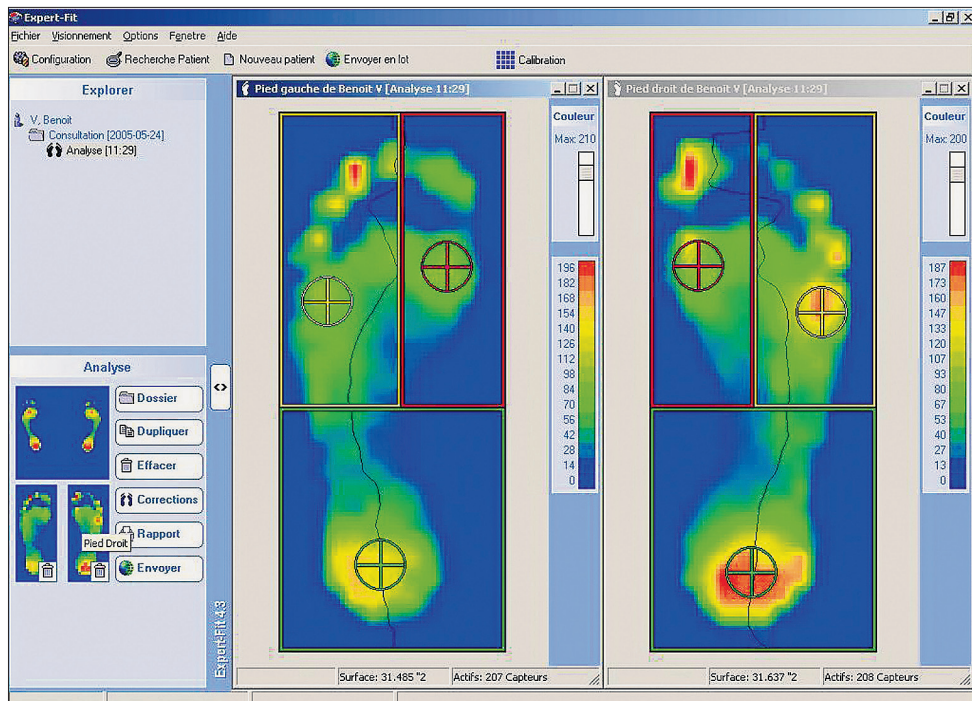 Expert-Fit
Fichier Visionnement Options Fenetre Aide
Configuration Recherche Patient Nouveau patient Envoyer en lot Calibration
Explorer
V, Benoit
Consultation [2005-05-24]
Analyse [11:29]
Analyse
Dossier
Dupliquer
Effacer
Corrections
Rapport
Envoyer
Pied Droit
Expert-Fit 4.3
<>
Pied gauche de Benoit V [Analyse 11:29]
Couleur
Max: 210
196
182
168
154
140
126
112
98
84
70
56
42
28
14
0
Surface: 31.485 "2 Actifs: 207 Capteurs
Pied droit de Benoit V [Analyse 11:29]
Couleur
Max: 200
187
173
160
147
133
120
107
93
80
67
53
40
27
13
0
Surface: 31.637 "2 Actifs: 208 Capteurs